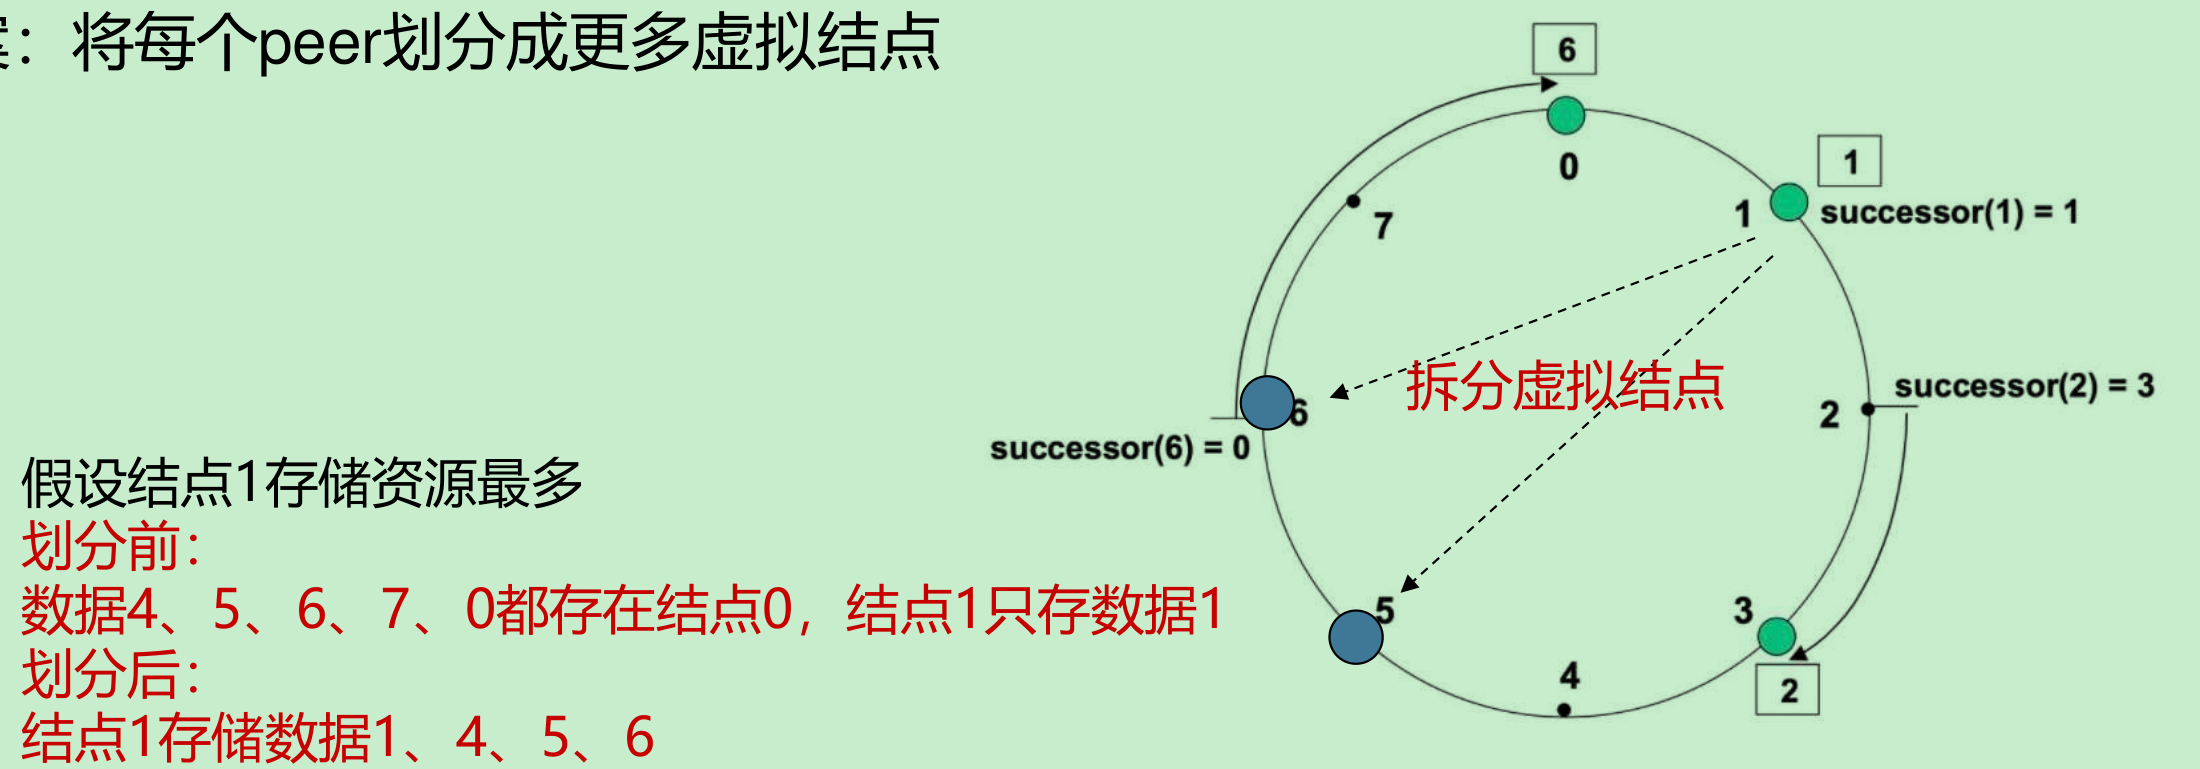 ：将每个peer划分成更多虚拟结点
6
0
1
1
successor(1) = 1
7
拆分虚拟结点
successor(2) = 3
2
6
successor(6) = 0
假设结点1存储资源最多
划分前：
数据4、5、6、7、0都存在结点0，结点1只存数据1
5
3
划分后：
4
2
结点1存储数据1、4、5、6